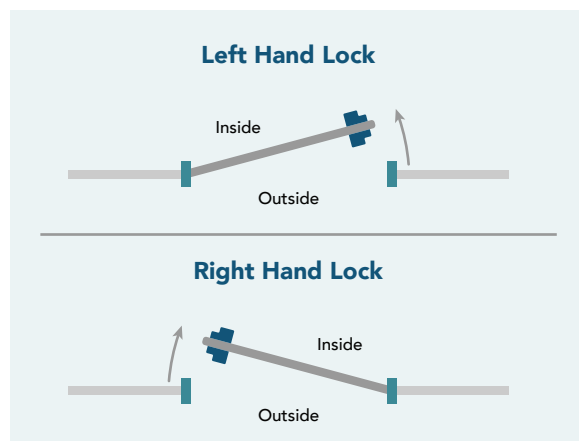 Left Hand Lock
Inside
Outside
Right Hand Lock
Inside
Outside